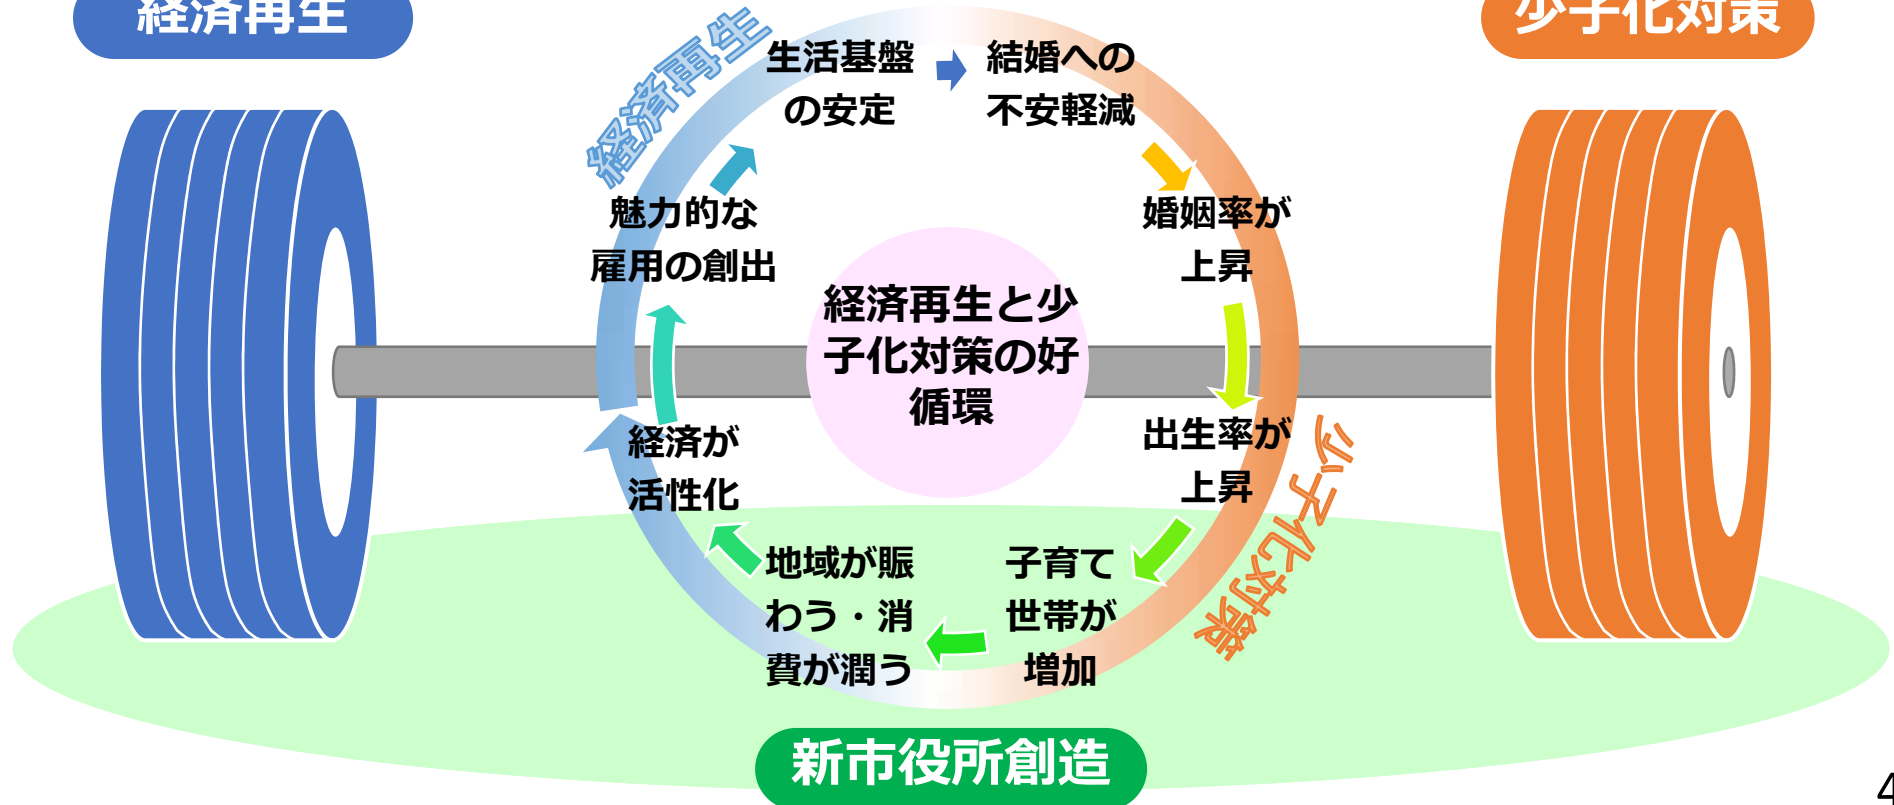 経済再生
少子化対策
経済再生
生活基盤
の安定
結婚への
不安軽減
魅力的な
雇用の創出
婚姻率が
上昇
経済再生と少
子化対策の好
循環
経済が
活性化
出生率が
上昇
少子化対策
地域が賑
わう・消
費が潤う
子育て
世帯が
増加
新市役所創造
4